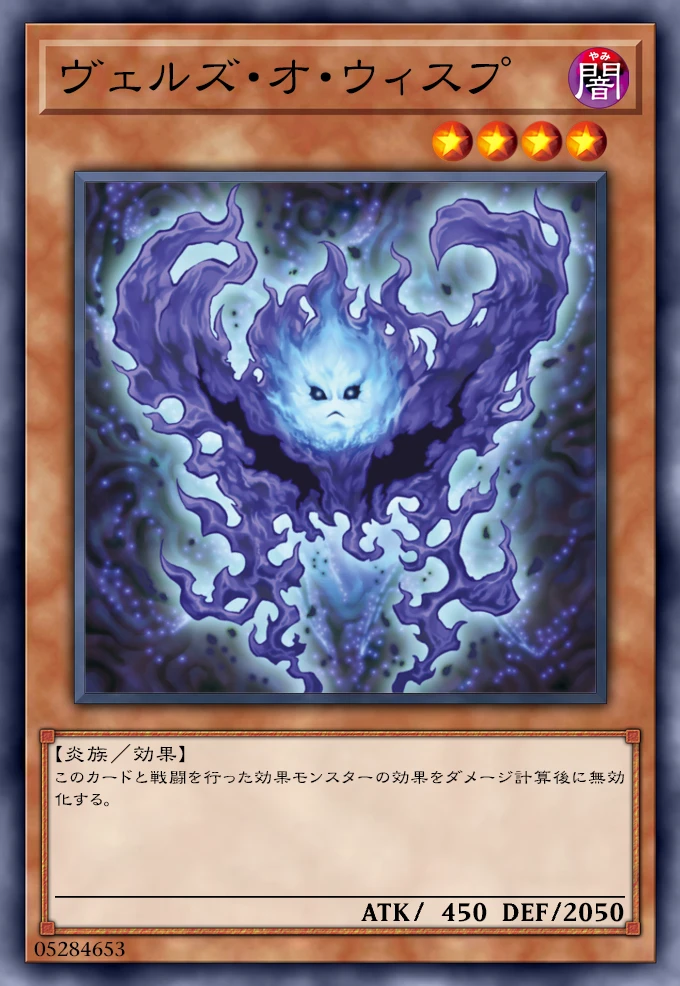 ヴェルズ・オ・ウィスプ
やみ
闇
【炎族／効果】
このカードと戦闘を行った効果モンスターの効果をダメージ計算後に無効
化する。
ATK/ 450 DEF/2050
05284653